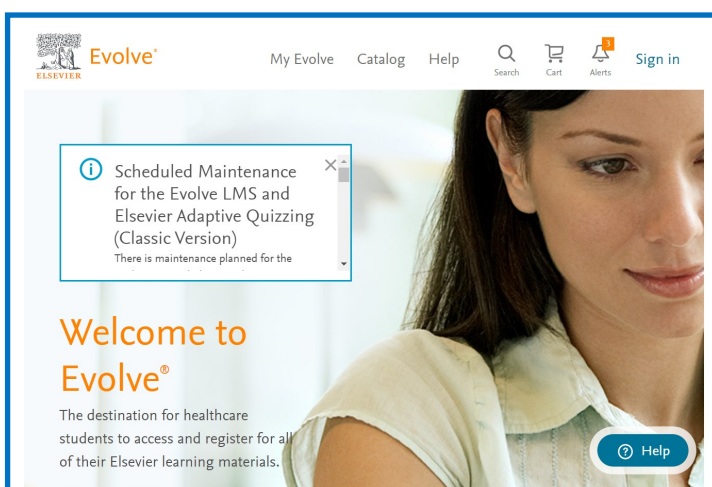 Evolve®
ELSEVIER
My Evolve Catalog Help
Search Cart Alerts
3
Sign in
Scheduled Maintenance
for the Evolve LMS and
Elsevier Adaptive Quizzing
(Classic Version)
There is maintenance planned for the
Welcome to
Evolve®
The destination for healthcare
students to access and register for all
of their Elsevier learning materials.
Help